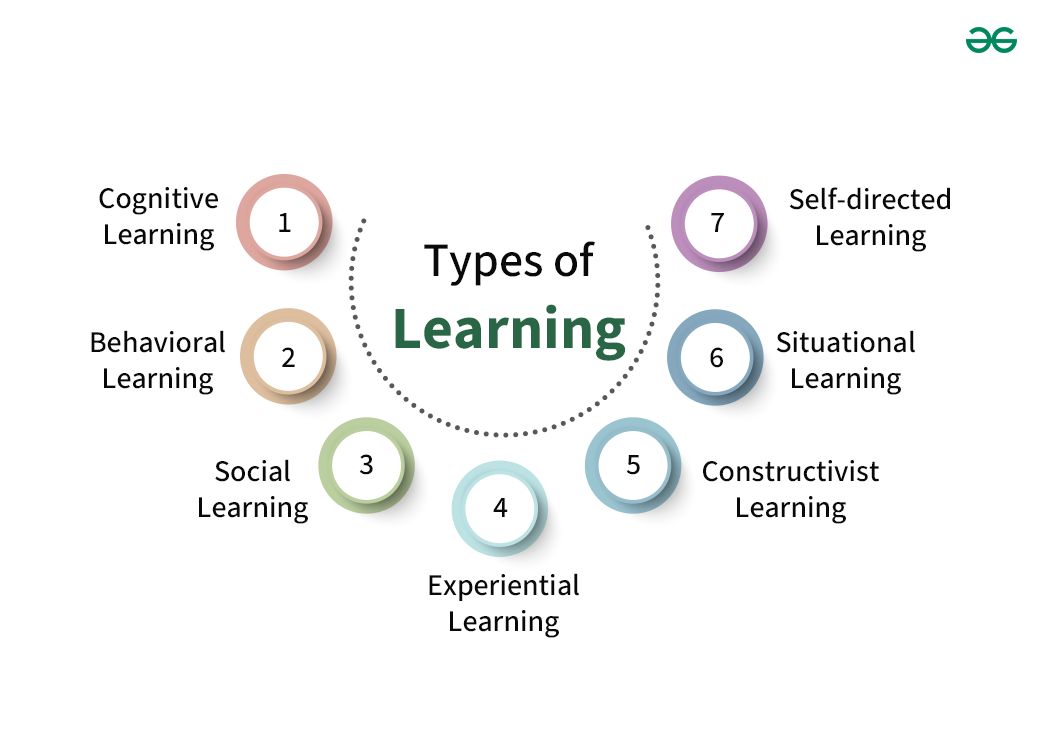 Types of
Learning
1
Cognitive
Learning
2
Behavioral
Learning
3
Social
Learning
4
Experiential
Learning
5
Constructivist
Learning
6
Situational
Learning
7
Self-directed
Learning